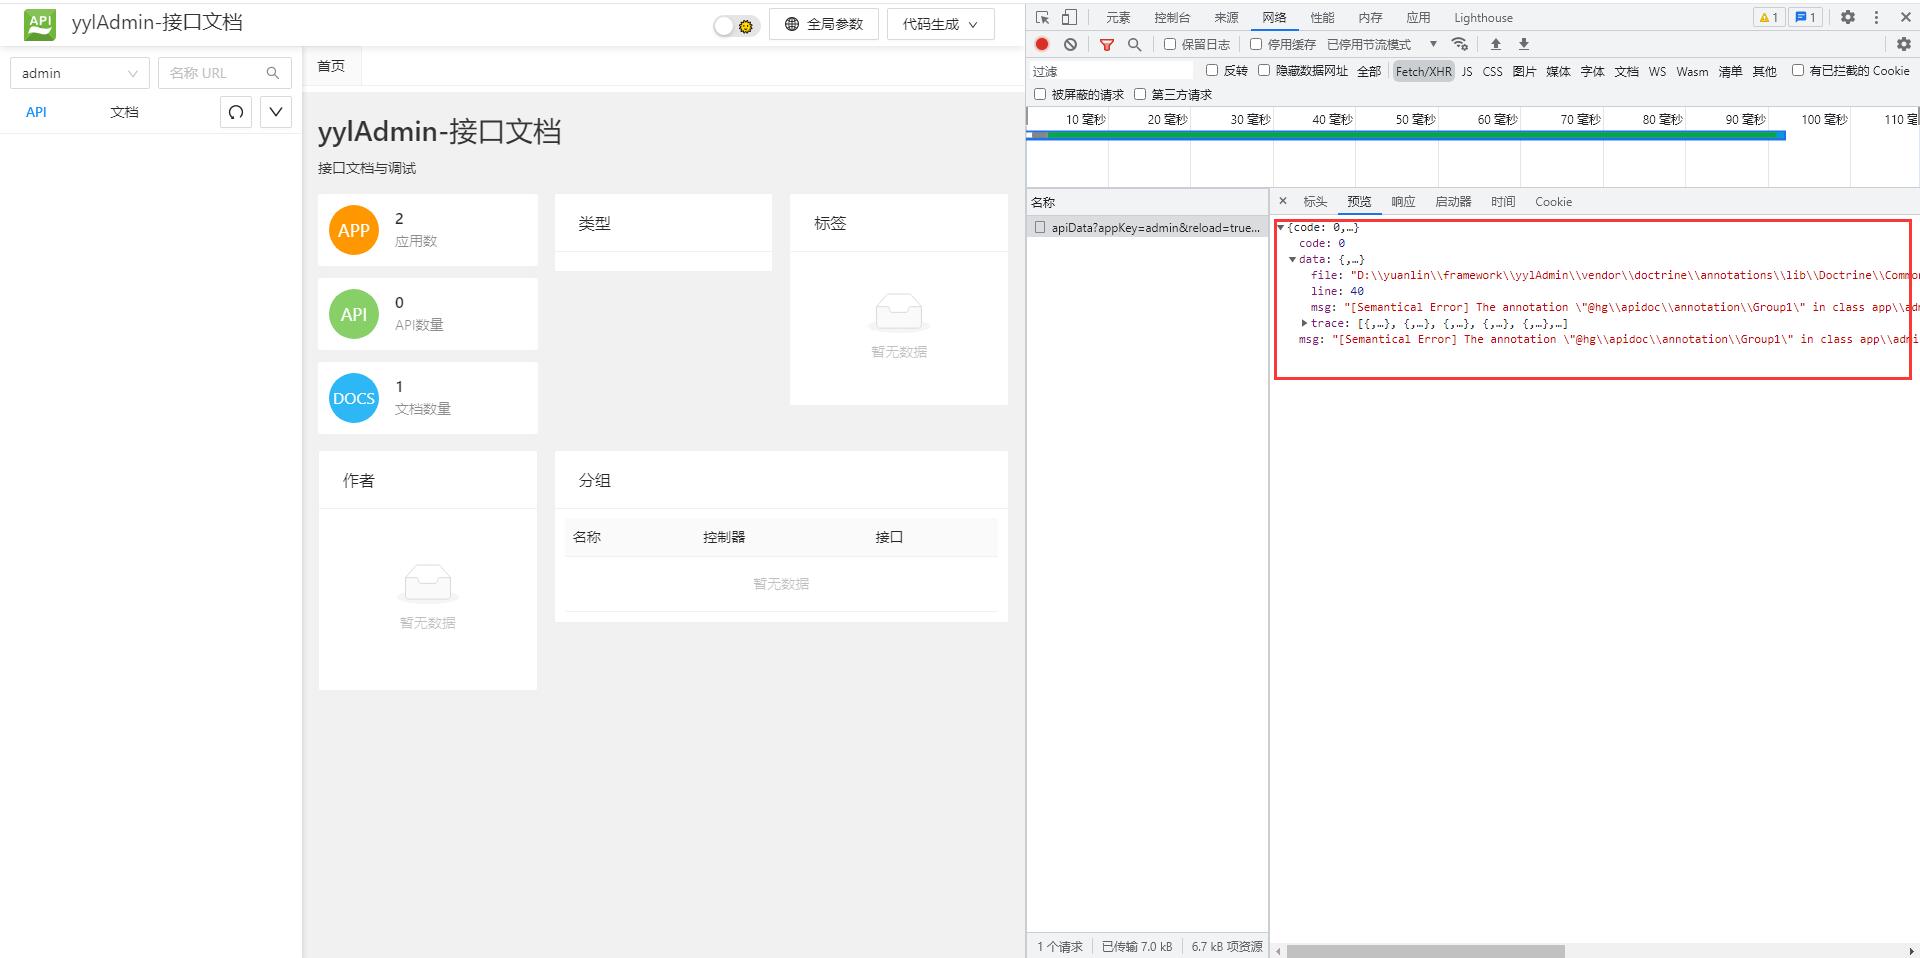 API yylAdmin-接口文档
全局参数
代码生成
admin
名称 URL
API
文档
首页
yylAdmin-接口文档
接口文档与调试
APP
2
应用数
API
0
API数量
DOCS
1
文档数量
类型
标签
暂无数据
作者
暂无数据
分组
名称 控制器 接口
暂无数据
元素 控制台 来源 网络 性能 内存 应用 Lighthouse 1 1
保留日志 停用缓存 已停用节流模式
过滤 反转 隐藏数据网址 全部 Fetch/XHR JS CSS 图片 媒体 字体 文档 WS Wasm 清单 其他 有已拦截的 Cookie
被屏蔽的请求 第三方请求
10 毫秒 20 毫秒 30 毫秒 40 毫秒 50 毫秒 60 毫秒 70 毫秒 80 毫秒 90 毫秒 100 毫秒 110 毫
名称
apiData?appKey=admin&reload=true...
标头 预览 响应 启动器 时间 Cookie
{code: 0,…}
code: 0
data: {,…}
file: "D:\\yuanlin\\framework\\yylAdmin\\vendor\\doctrine\\annotations\\lib\\Doctrine\\Commo
line: 40
msg: "[Semantical Error] The annotation \"@hg\\apidoc\\annotation\\Group1\" in class app\\adm
trace: [{,…}, {,…}, {,…}, {,…}, {,…},…]
msg: "[Semantical Error] The annotation \"@hg\\apidoc\\annotation\\Group1\" in class app\\admi
1 个请求 已传输 7.0 kB 6.7 kB 项资源